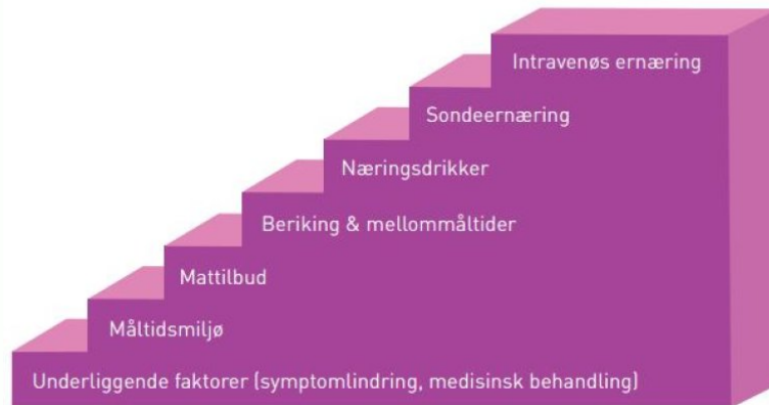 Intravenøs ernæring
Sondeernæring
Næringsdrikker
Beriking & mellommåltider
Mattilbud
Måltidsmiljø
Underliggende faktorer (symptomlindring, medisinsk behandling)